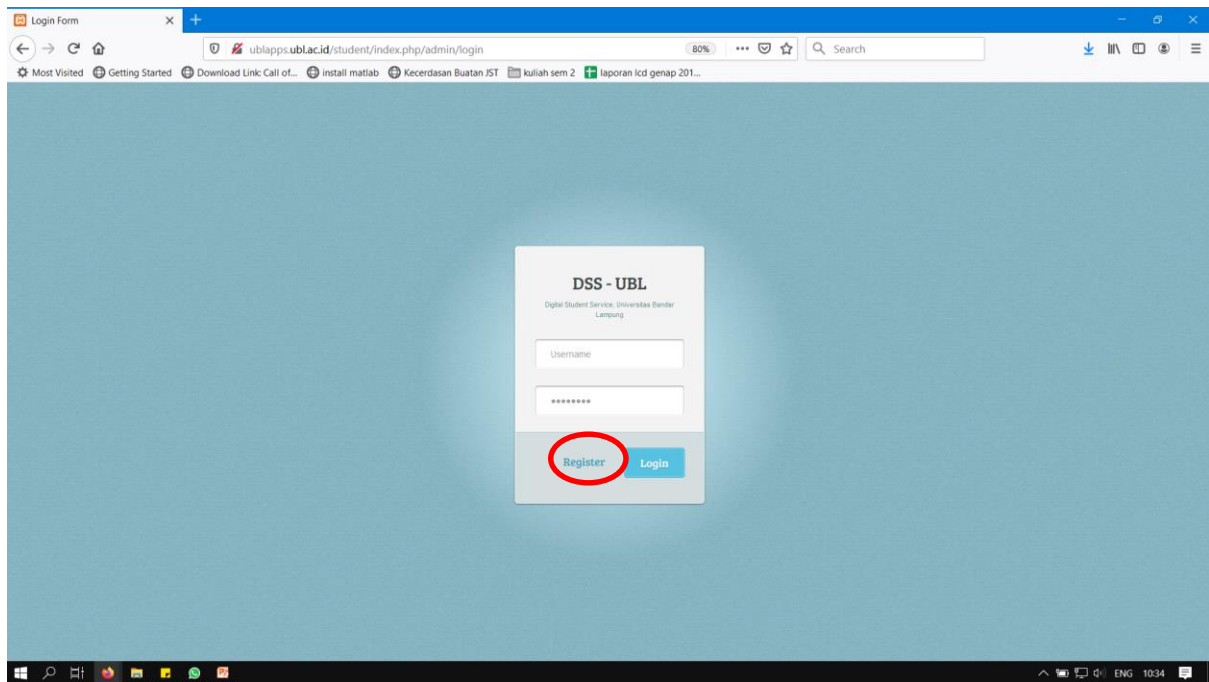 Login Form
ublapps.ubl.ac.id/student/index.php/admin/login
80%
Search
Most Visited
Getting Started
Download Link: Call of...
install matlab
Kecerdasan Buatan JST
kuliah sem 2
laporan lcd genap 201...
DSS - UBL
Digital Student Service, Universitas Bandar
Lampung
Username
Register
Login
ENG
10:34